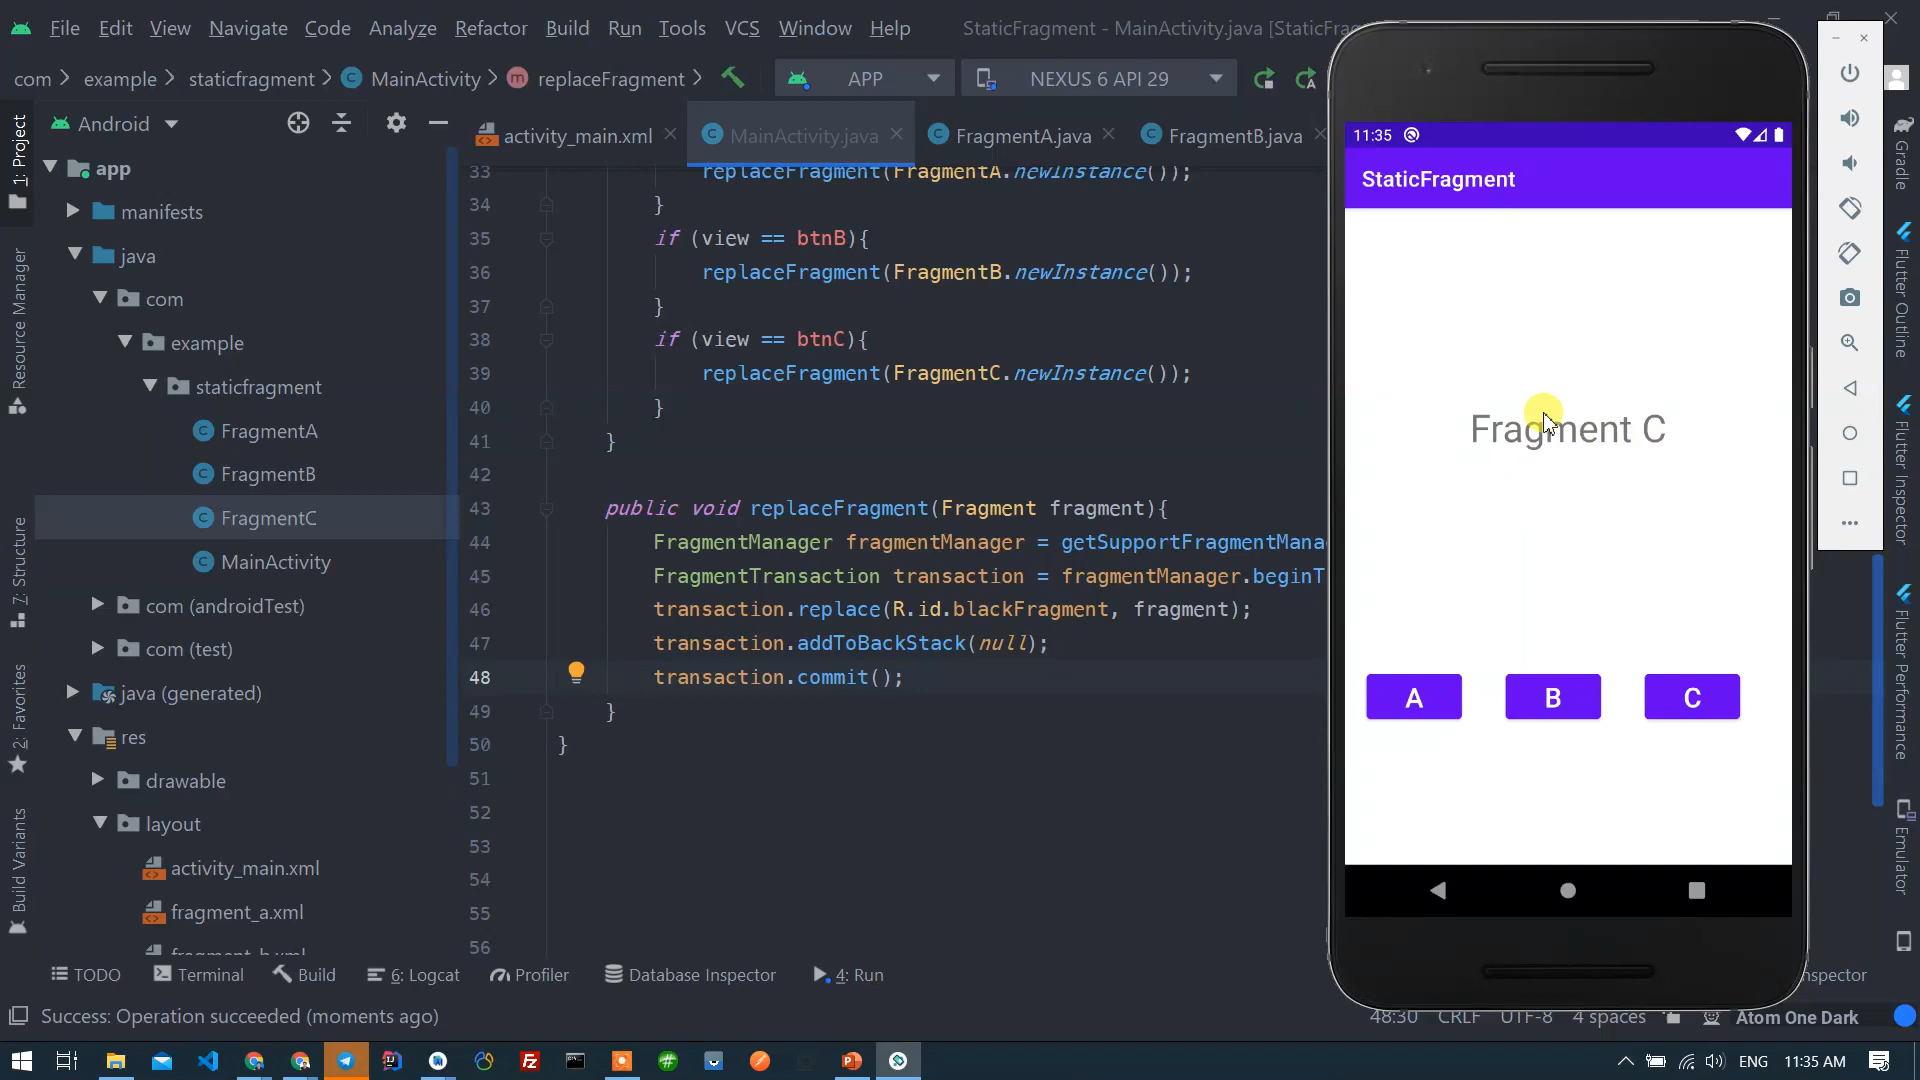 File Edit View Navigate Code Analyze Refactor Build Run Tools VCS Window Help StaticFragment - MainActivity.java [StaticFrag
com example staticfragment MainActivity replaceFragment APP NEXUS 6 API 29
Android
activity_main.xml MainActivity.java FragmentA.java FragmentB.java
1: Project
Resource Manager
7: Structure
2: Favorites
Build Variants
app
manifests
java
com
example
staticfragment
FragmentA
FragmentB
FragmentC
MainActivity
com (androidTest)
com (test)
java (generated)
res
drawable
layout
activity_main.xml
fragment_a.xml
fragment_b.xml
33 replaceFragment(FragmentA.newInstance());
34 }
35 if (view == btnB){
36 replaceFragment(FragmentB.newInstance());
37 }
38 if (view == btnC){
39 replaceFragment(FragmentC.newInstance());
40 }
41 }
42
43 public void replaceFragment(Fragment fragment){
44 FragmentManager fragmentManager = getSupportFragmentMana
45 FragmentTransaction transaction = fragmentManager.beginT
46 transaction.replace(R.id.blackFragment, fragment);
47 transaction.addToBackStack(null);
48 transaction.commit();
49 }
50 }
51
52
53
54
55
56
11:35
StaticFragment
Fragment C
A B C
Gradle
Flutter Outline
Flutter Inspector
Flutter Performance
Emulator
TODO Terminal Build 6: Logcat Profiler Database Inspector 4: Run nspector
Success: Operation succeeded (moments ago) 48:30 CRLF UTF-8 4 spaces Atom One Dark
ENG 11:35 AM